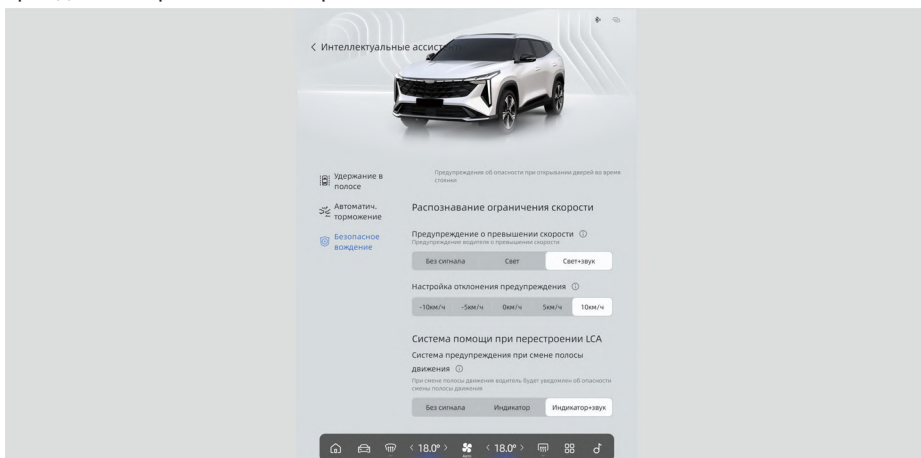 Интеллектуальные ассист
Удержание в
полосе
Автоматич.
торможение
Безопасное
вождение
Предупреждения об опасности при открывании дверей во время
стоянки
Распознавание ограничения скорости
Предупреждение о превышении скорости
Предупреждение водителя о превышении скорости
Без сигнала Свет Свет+звук
Настройка отклонения предупреждения
-10км/ч -5км/ч 0км/ч 5км/ч 10км/ч
Система помощи при перестроении LCA
Система предупреждения при смене полосы
движения
При смене полосы движения водитель будет уведомлен об опасности
смены полосы движения
Без сигнала Индикатор Индикатор+звук
18.0° AUTO 18.0°